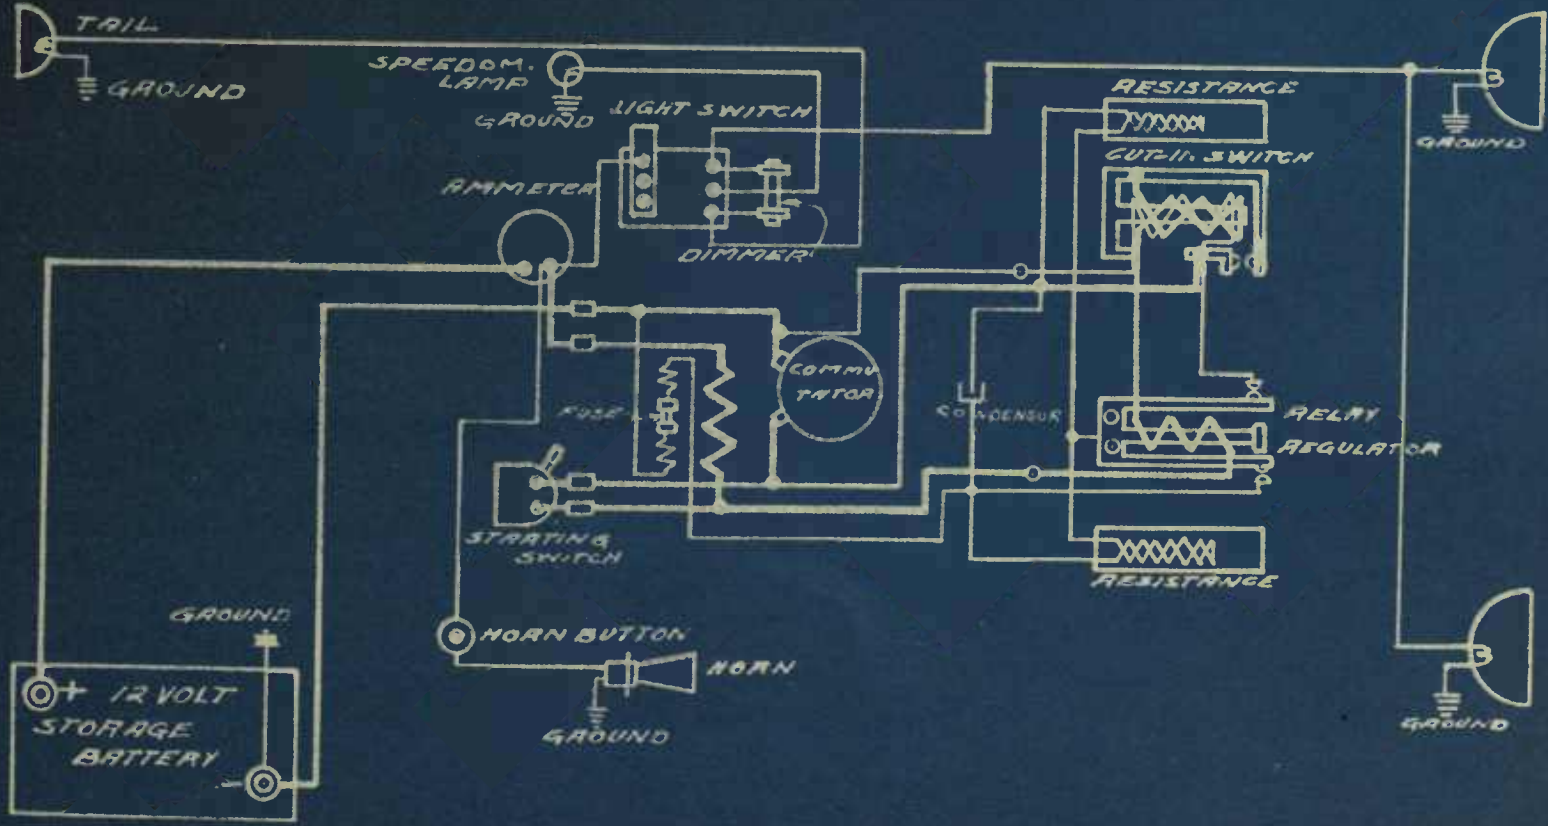 TAIL
GROUND
SPEEDOM.
LAMP
GROUND
LIGHT SWITCH
AMMETER
DIMMER
RESISTANCE
CUT-IN. SWITCH
GROUND
COMMU
TATOR
FUSE
CONDENSOR
RELAY
REGULATOR
STARTING
SWITCH
RESISTANCE
GROUND
HORN BUTTON
HORN
GROUND
+ 12 VOLT
STORAGE
BATTERY
-
GROUND